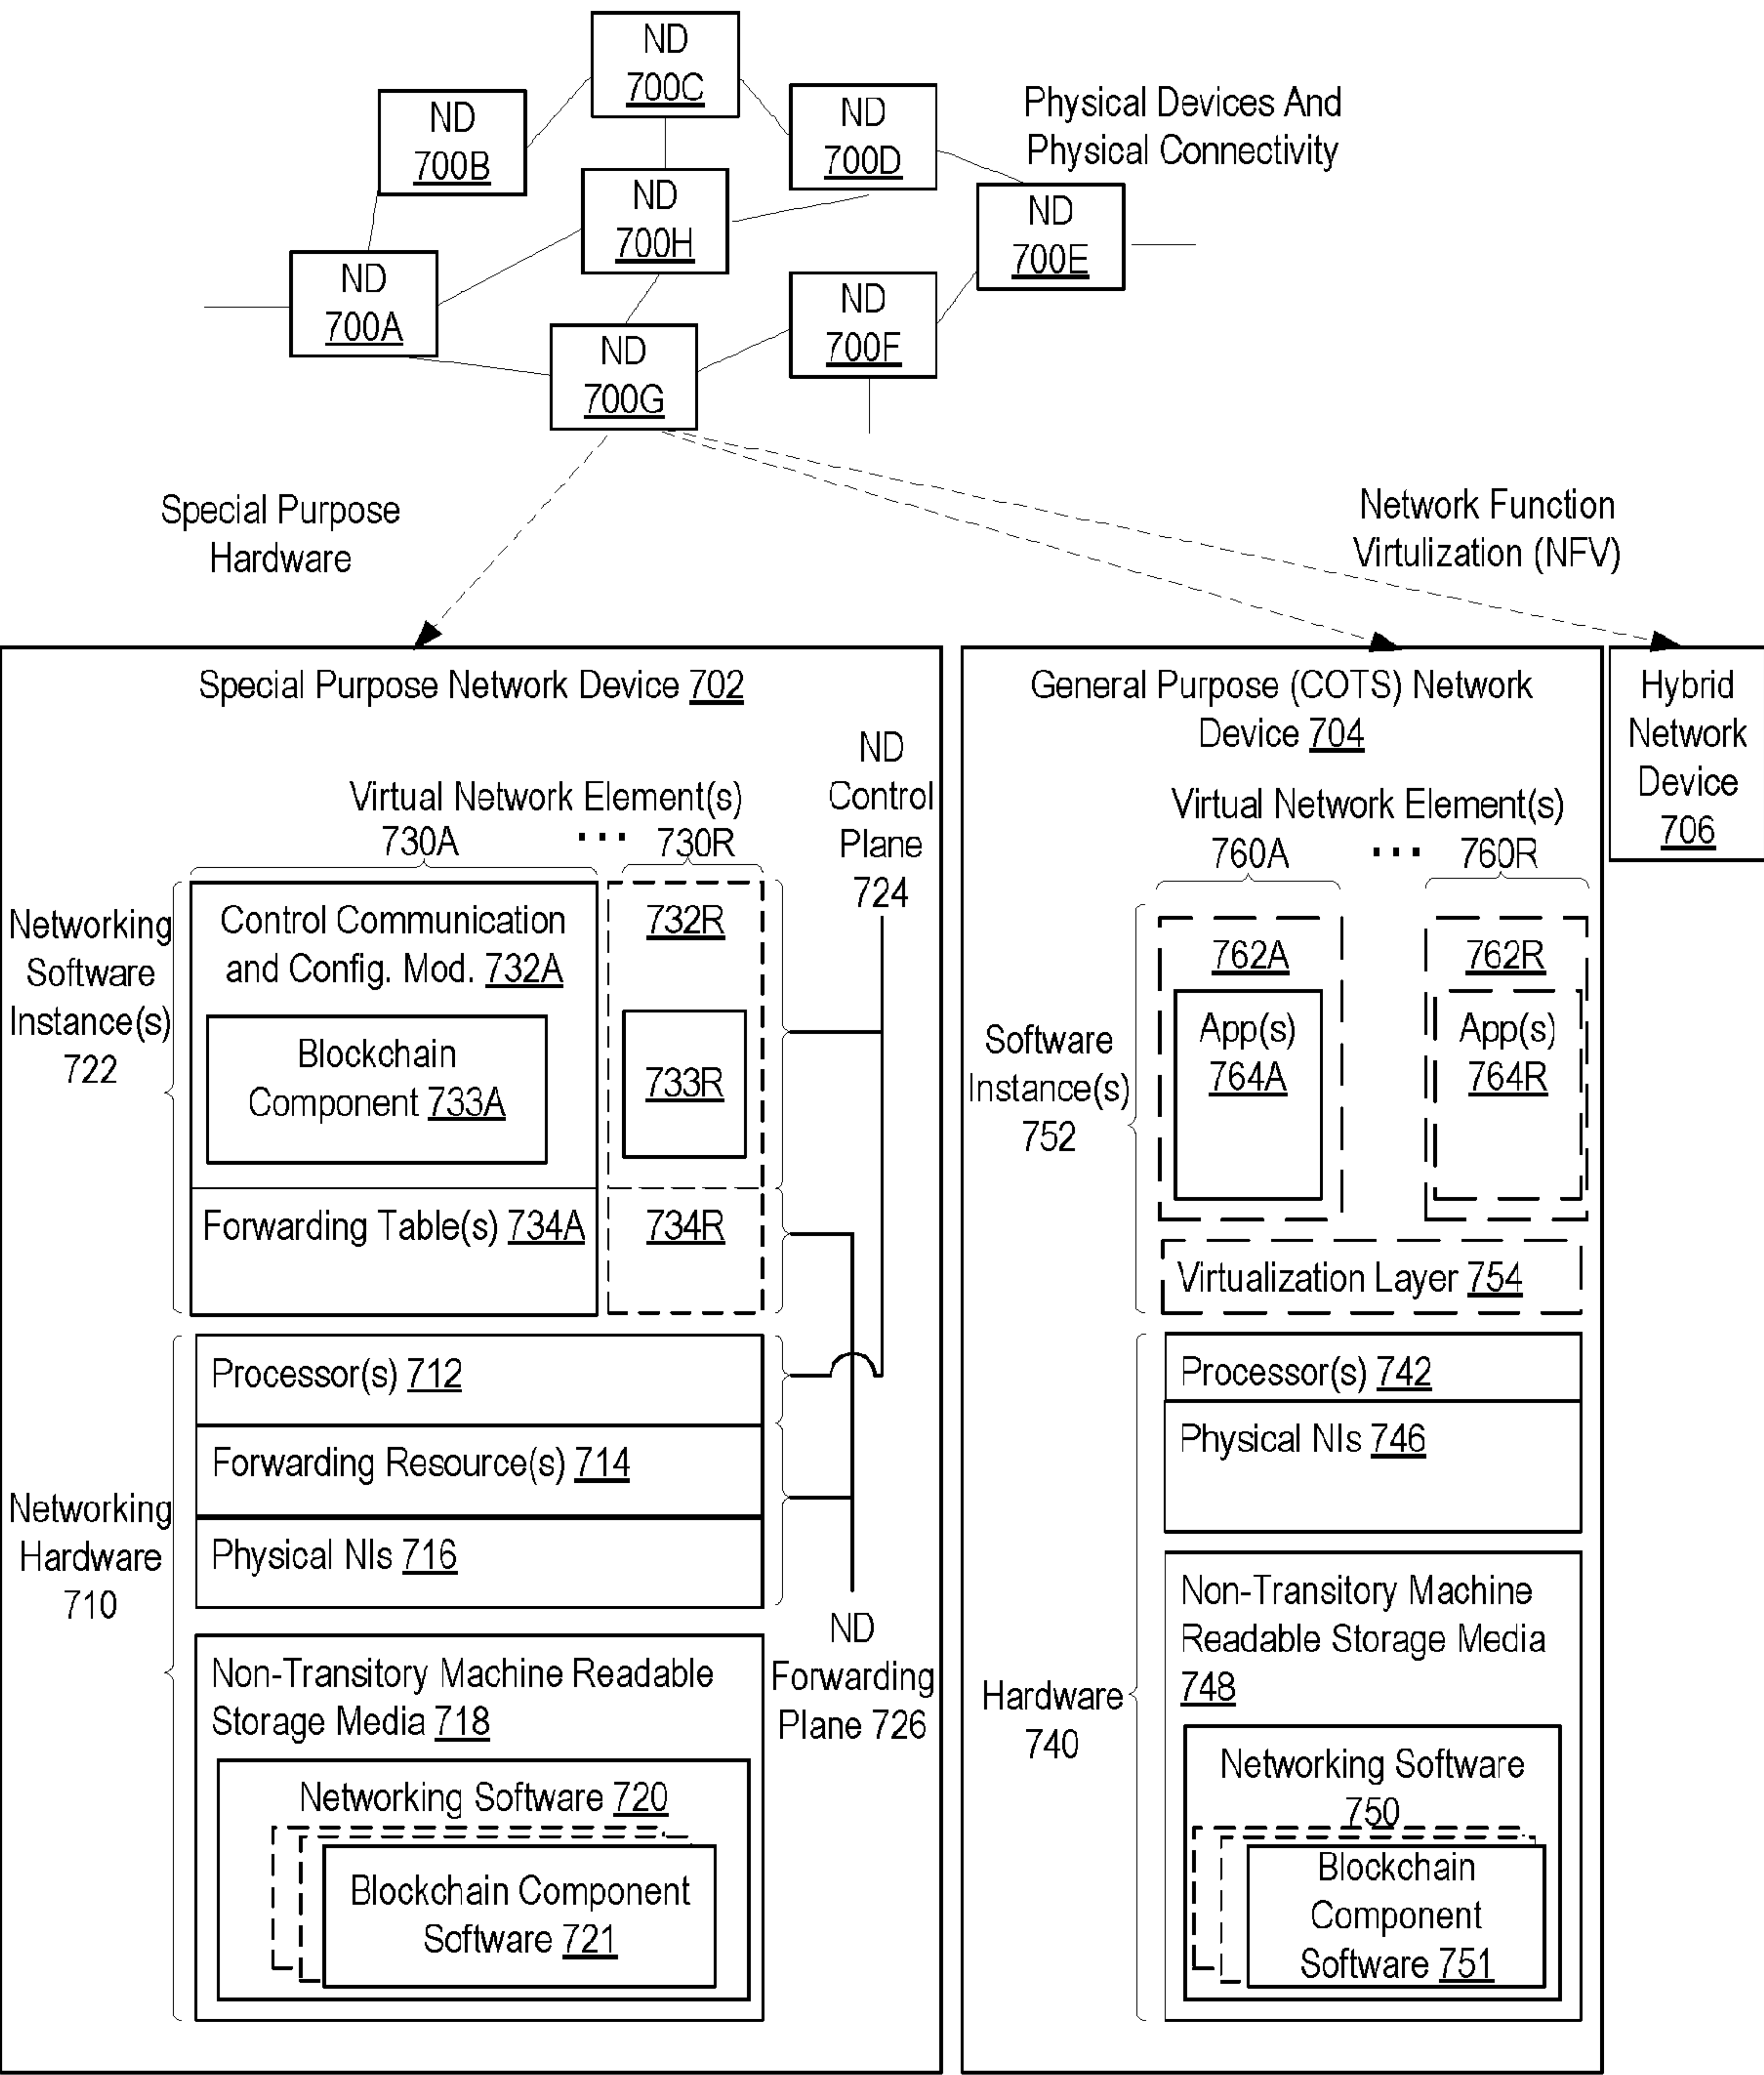 ND
700C
ND
700B
ND
700D
Physical Devices And
Physical Connectivity
ND
700H
ND
700E
ND
700A
ND
700F
ND
700G
Special Purpose
Hardware
Network Function
Virtulization (NFV)
Special Purpose Network Device 702
ND
Control
Plane
724
Virtual Network Element(s)
730A ... 730R
Networking
Software
Instance(s)
722
Control Communication
and Config. Mod. 732A
732R
Blockchain
Component 733A
733R
Forwarding Table(s) 734A
734R
Networking
Hardware
710
Processor(s) 712
Forwarding Resource(s) 714
Physical NIs 716
ND
Forwarding
Plane 726
Non-Transitory Machine Readable
Storage Media 718
Networking Software 720
Blockchain Component
Software 721
General Purpose (COTS) Network
Device 704
Virtual Network Element(s)
760A ... 760R
Software
Instance(s)
752
762A
App(s)
764A
762R
App(s)
764R
Virtualization Layer 754
Hardware
740
Processor(s) 742
Physical NIs 746
Non-Transitory Machine
Readable Storage Media
748
Networking Software
750
Blockchain
Component
Software 751
Hybrid
Network
Device
706